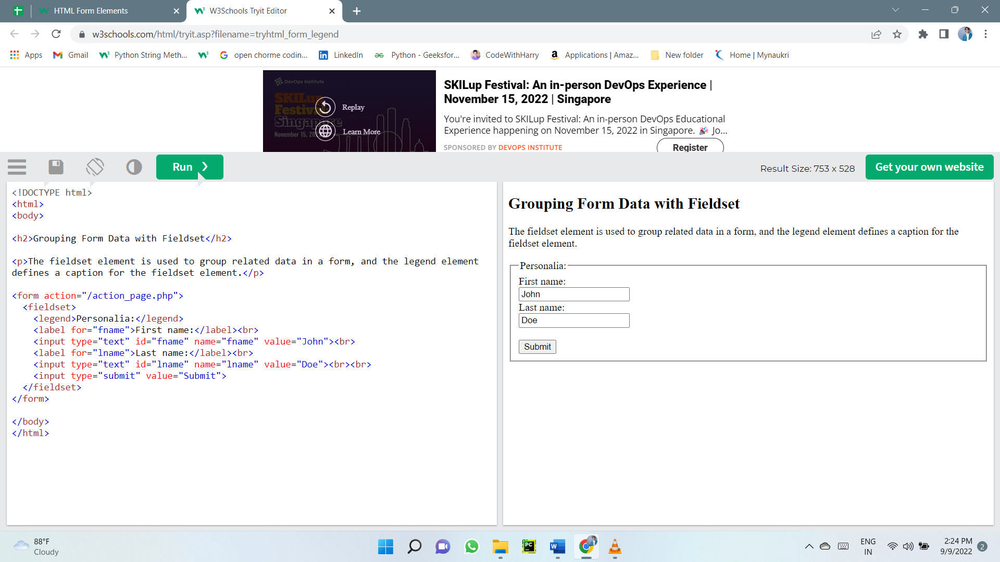 HTML Form Elements
W3Schools Tryit Editor
w3schools.com/html/tryit.asp?filename=tryhtml_form_legend
Apps Gmail Python String Meth... open chorme codin... LinkedIn Python - Geeksfor... CodeWithHarry Applications | Amaz... New folder Home | Mynaukri
DevOps Institute
SKILup
Festival
Singapore
November 15, 20
Replay
Learn More
SKILup Festival: An in-person DevOps Experience |
November 15, 2022 | Singapore
You're invited to SKILup Festival: An in-person DevOps Educational
Experience happening on November 15, 2022 in Singapore. 🎉 Jo...
SPONSORED BY DEVOPS INSTITUTE
Register
Run ❯
Result Size: 753 x 528
Get your own website
<!DOCTYPE html>
<html>
<body>
<h2>Grouping Form Data with Fieldset</h2>
<p>The fieldset element is used to group related data in a form, and the legend element
defines a caption for the fieldset element.</p>
<form action="/action_page.php">
<fieldset>
<legend>Personalia:</legend>
<label for="fname">First name:</label><br>
<input type="text" id="fname" name="fname" value="John"><br>
<label for="lname">Last name:</label><br>
<input type="text" id="lname" name="lname" value="Doe"><br><br>
<input type="submit" value="Submit">
</fieldset>
</form>
</body>
</html>
Grouping Form Data with Fieldset
The fieldset element is used to group related data in a form, and the legend element defines a caption for the
fieldset element.
Personalia:
First name:
John
Last name:
Doe
Submit
88°F
Cloudy
PC
W
ENG
IN
2:24 PM
9/9/2022
2